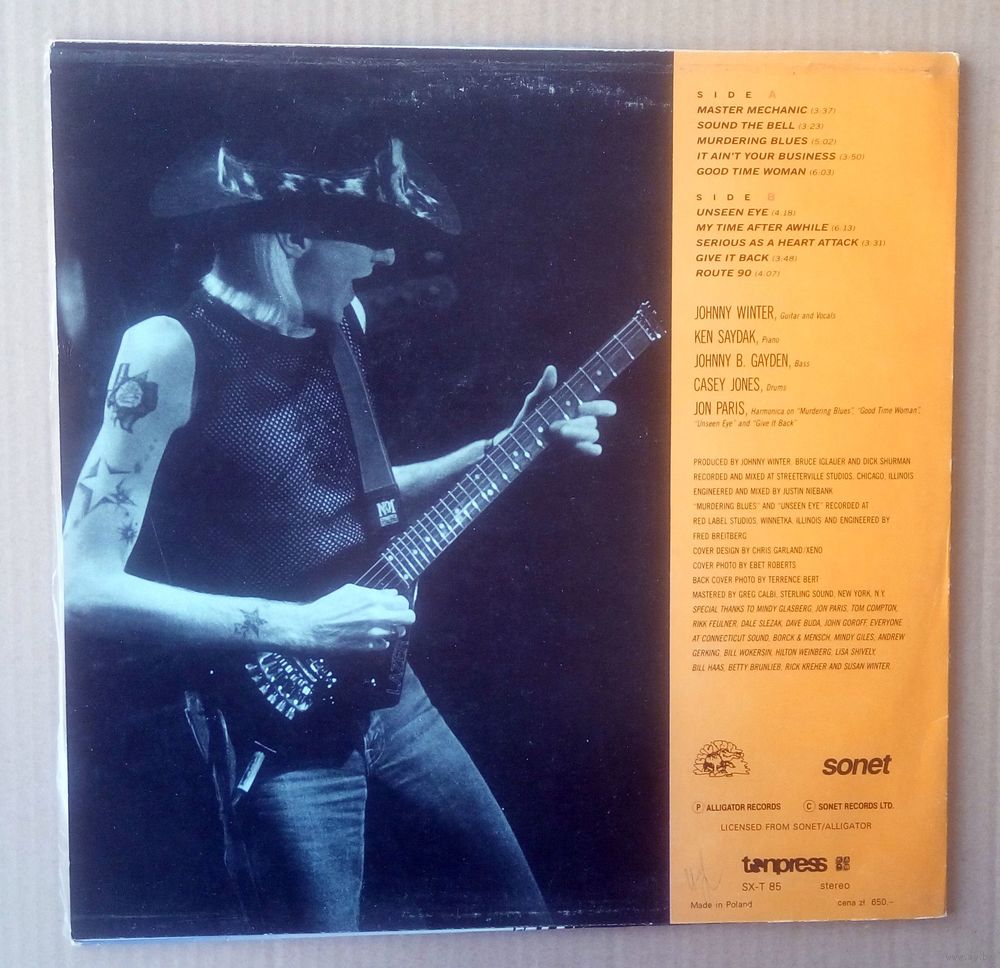 SIDE A
MASTER MECHANIC (3:37)
SOUND THE BELL (3:23)
MURDERING BLUES (5:02)
IT AIN'T YOUR BUSINESS (3:50)
GOOD TIME WOMAN (6:03)
SIDE B
UNSEEN EYE (4:18)
MY TIME AFTER AWHILE (6:13)
SERIOUS AS A HEART ATTACK (3:31)
GIVE IT BACK (3:48)
ROUTE 90 (4:07)
JOHNNY WINTER, Guitar and Vocals
KEN SAYDAK, Piano
JOHNNY B. GAYDEN, Bass
CASEY JONES, Drums
JON PARIS, Harmonica on "Murdering Blues", "Good Time Woman",
"Unseen Eye" and "Give It Back"
PRODUCED BY JOHNNY WINTER, BRUCE IGLAUER AND DICK SHURMAN
RECORDED AND MIXED AT STREETERVILLE STUDIOS, CHICAGO, ILLINOIS
ENGINEERED AND MIXED BY JUSTIN NIEBANK
"MURDERING BLUES" AND "UNSEEN EYE" RECORDED AT
RED LABEL STUDIOS, WINNETKA, ILLINOIS AND ENGINEERED BY
FRED BREITBERG
COVER DESIGN BY CHRIS GARLAND/XENO
COVER PHOTO BY EBET ROBERTS
BACK COVER PHOTO BY TERRENCE BERT
MASTERED BY GREG CALBI, STERLING SOUND, NEW YORK, N.Y.
SPECIAL THANKS TO MINDY GLASBERG, JON PARIS, TOM COMPTON,
RIKK FEULNER, DALE SLEZAK, DAVE BUDA, JOHN GOROFF, EVERYONE
AT CONNECTICUT SOUND, BORCK & MENSCH, MINDY GILES, ANDREW
GERKING, BILL WOKERSIN, HILTON WEINBERG, LISA SHIVELY,
BILL HAAS, BETTY BRUNLIEB, RICK KREHER AND SUSAN WINTER.
sonet
Ⓟ ALLIGATOR RECORDS © SONET RECORDS LTD.
LICENSED FROM SONET/ALLIGATOR
tonpress
SX-T 85 stereo
Made in Poland cena zł 650,-